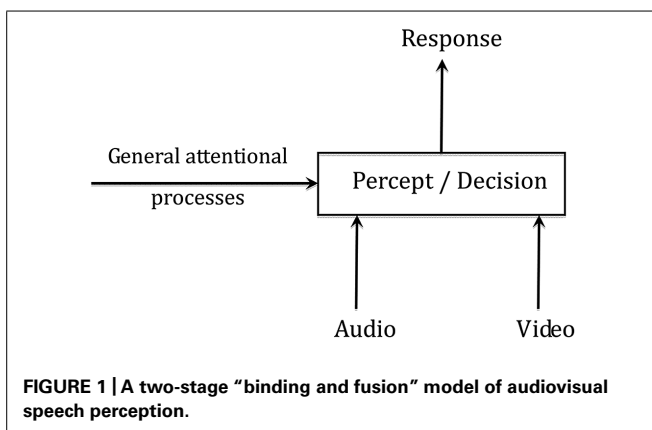 Response
General attentional
processes
Percept / Decision
Audio
Video
FIGURE 1 | A two-stage “binding and fusion” model of audiovisual
speech perception.